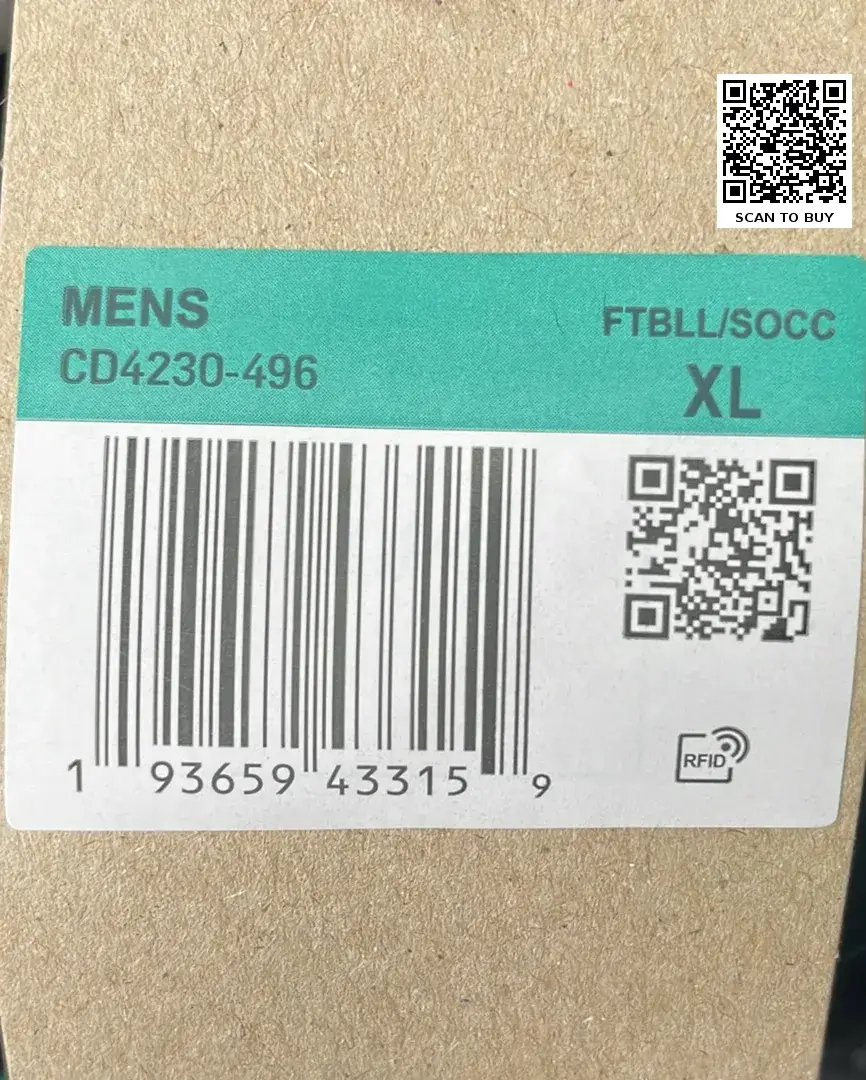 SCAN TO BUY
MENS
FTBLL/SOCC
CD4230-496
XL
1 93659 43315 9
RFID